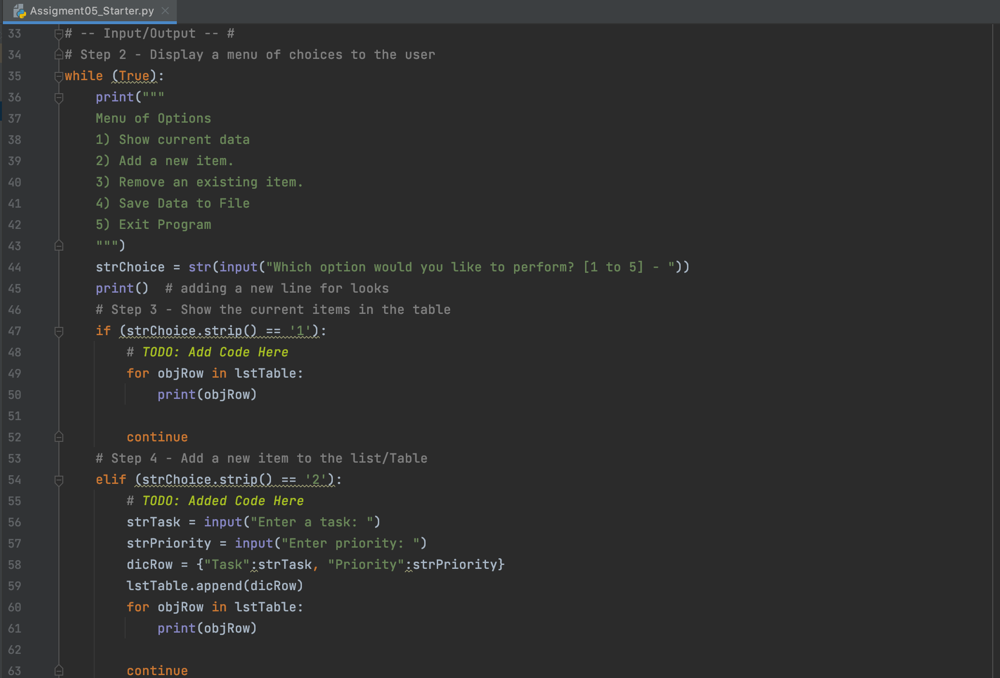 Assigment05_Starter.py
33 # -- Input/Output -- #
34 # Step 2 - Display a menu of choices to the user
35 while (True):
36     print("""
37     Menu of Options
38     1) Show current data
39     2) Add a new item.
40     3) Remove an existing item.
41     4) Save Data to File
42     5) Exit Program
43     """)
44     strChoice = str(input("Which option would you like to perform? [1 to 5] - "))
45     print()  # adding a new line for looks
46     # Step 3 - Show the current items in the table
47     if (strChoice.strip() == '1'):
48         # TODO: Add Code Here
49         for objRow in lstTable:
50             print(objRow)
51
52         continue
53     # Step 4 - Add a new item to the list/Table
54     elif (strChoice.strip() == '2'):
55         # TODO: Added Code Here
56         strTask = input("Enter a task: ")
57         strPriority = input("Enter priority: ")
58         dicRow = {"Task":strTask, "Priority":strPriority}
59         lstTable.append(dicRow)
60         for objRow in lstTable:
61             print(objRow)
62
63         continue